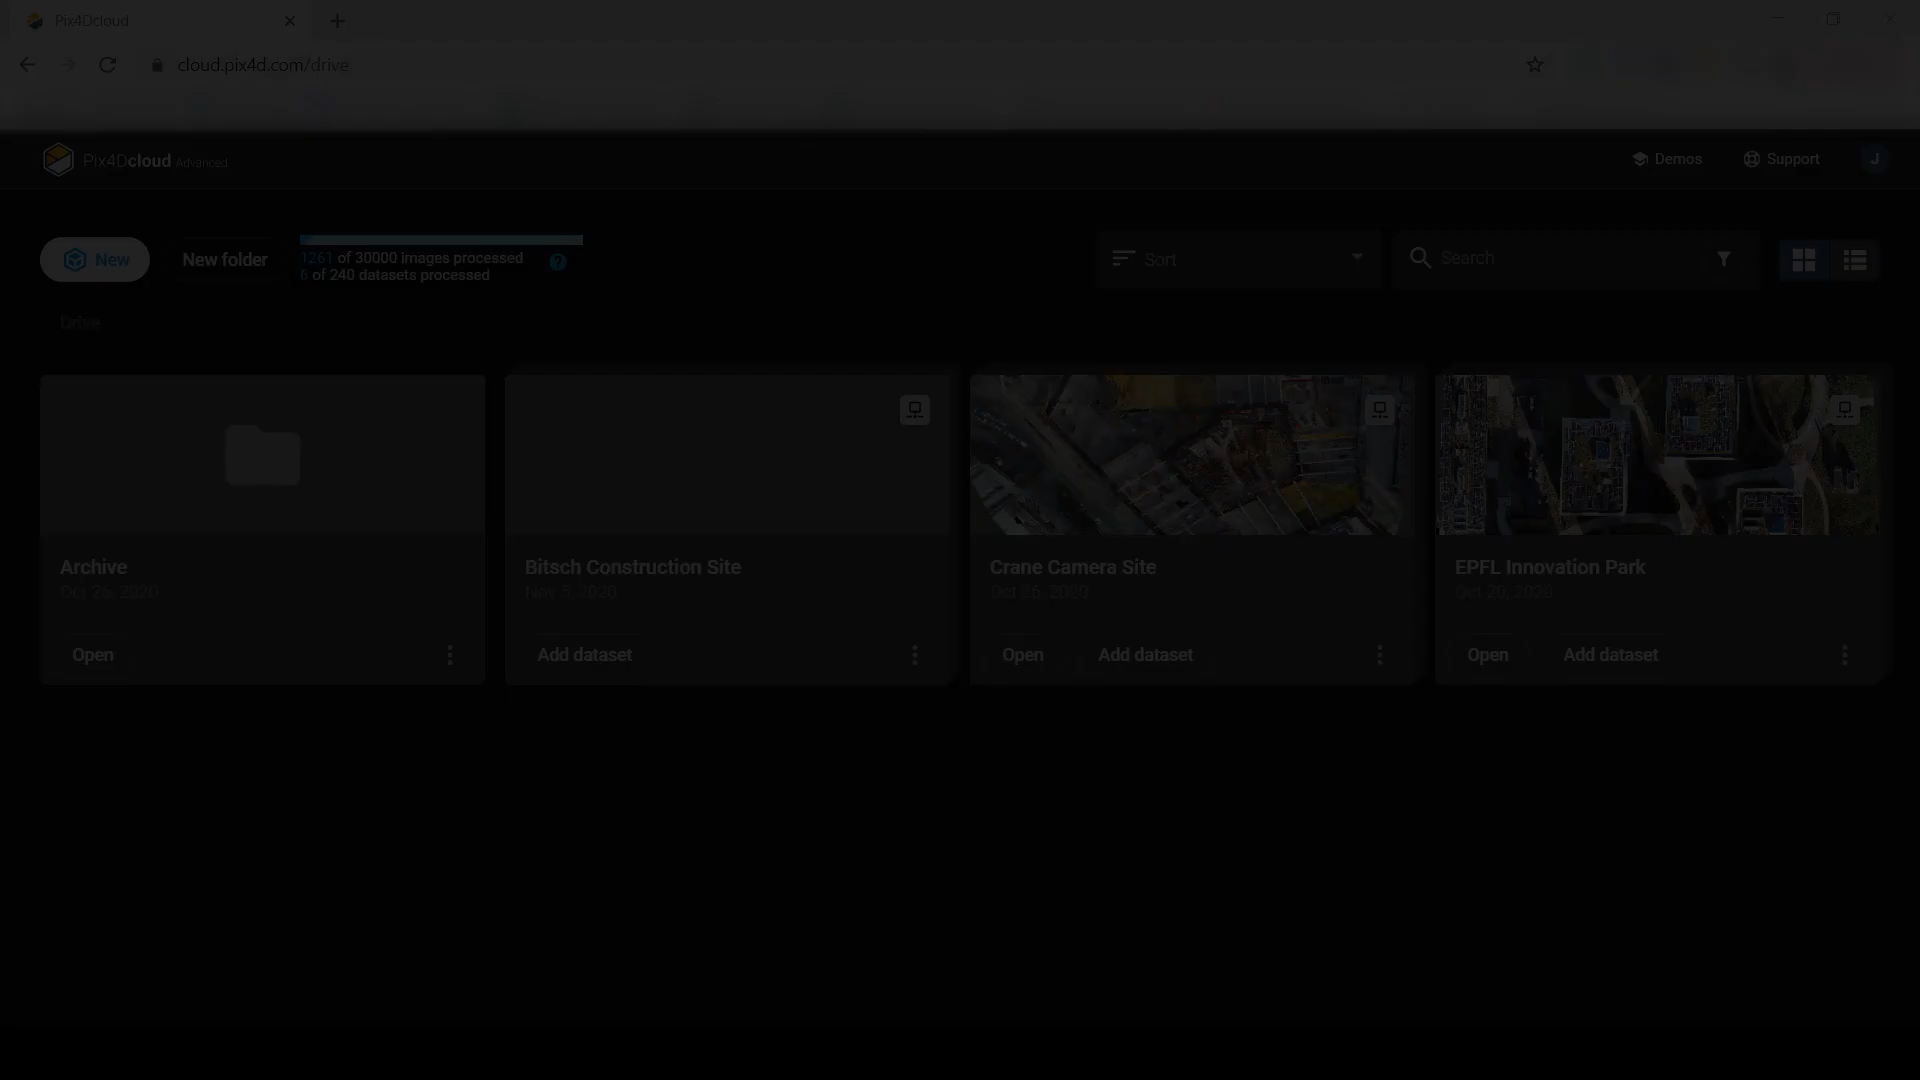 Pix4Dcloud
cloud.pix4d.com/drive
Pix4Dcloud Advanced
Demos
Support
J
New
New folder
1261 of 30000 images processed
6 of 240 datasets processed
?
Sort
Search
Drive
Archive
Oct 26, 2020
Open
Bitsch Construction Site
Nov 5, 2020
Add dataset
Crane Camera Site
Oct 26, 2020
Open
Add dataset
EPFL Innovation Park
Oct 20, 2020
Open
Add dataset